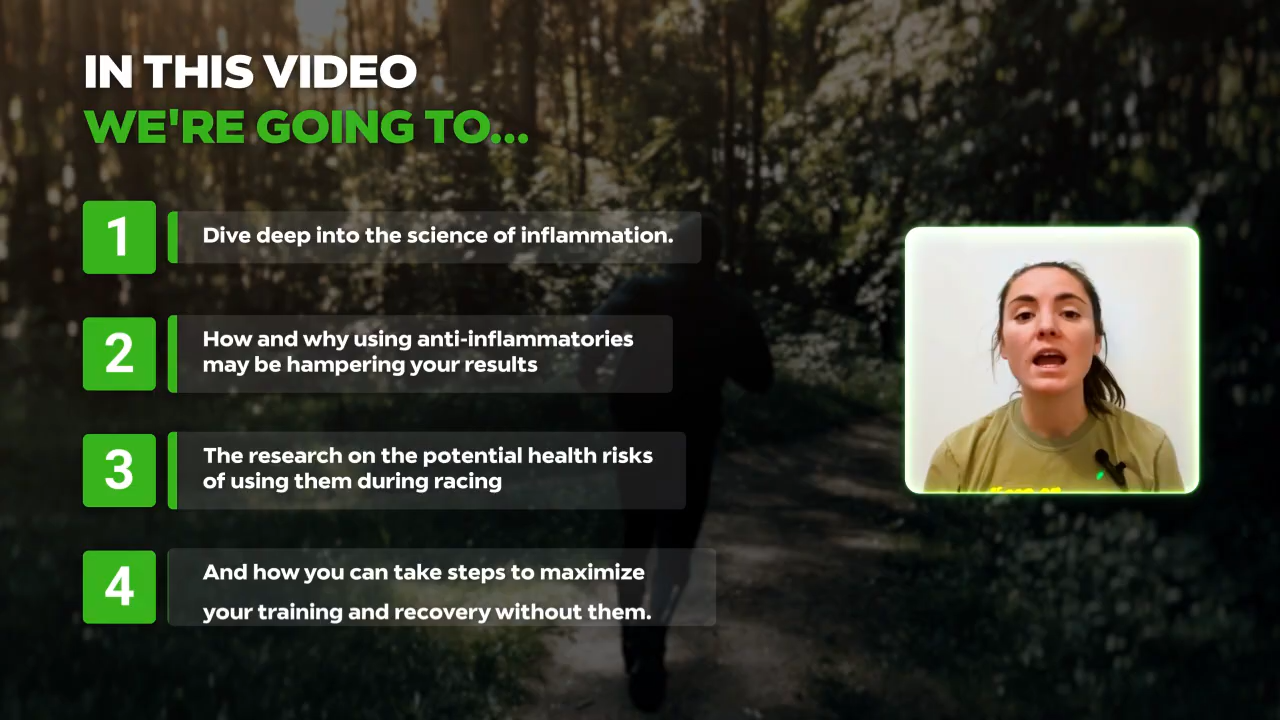 IN THIS VIDEO
WE'RE GOING TO...
1
Dive deep into the science of inflammation.
2
How and why using anti-inflammatories
may be hampering your results
3
The research on the potential health risks
of using them during racing
4
And how you can take steps to maximize
your training and recovery without them.